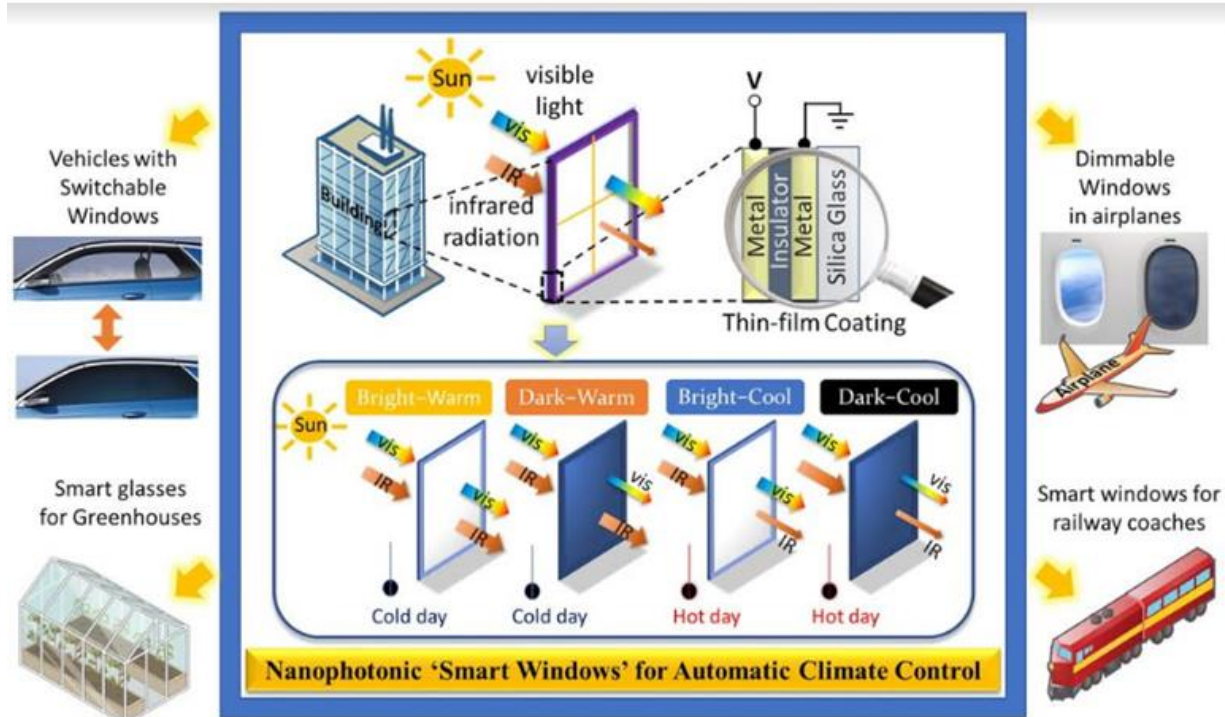 Sun
visible
light
vis
IR
infrared
radiation
Building
V
Metal
Insulator
Metal
Silica Glass
Thin-film Coating
Vehicles with
Switchable
Windows
Dimmable
Windows
in airplanes
Airplane
Sun
Bright–Warm
Dark–Warm
Bright–Cool
Dark–Cool
vis
IR
vis
IR
vis
IR
vis
IR
vis
IR
vis
IR
vis
vis
IR
Cold day
Cold day
Hot day
Hot day
Smart glasses
for Greenhouses
Smart windows for
railway coaches
Nanophotonic ‘Smart Windows’ for Automatic Climate Control